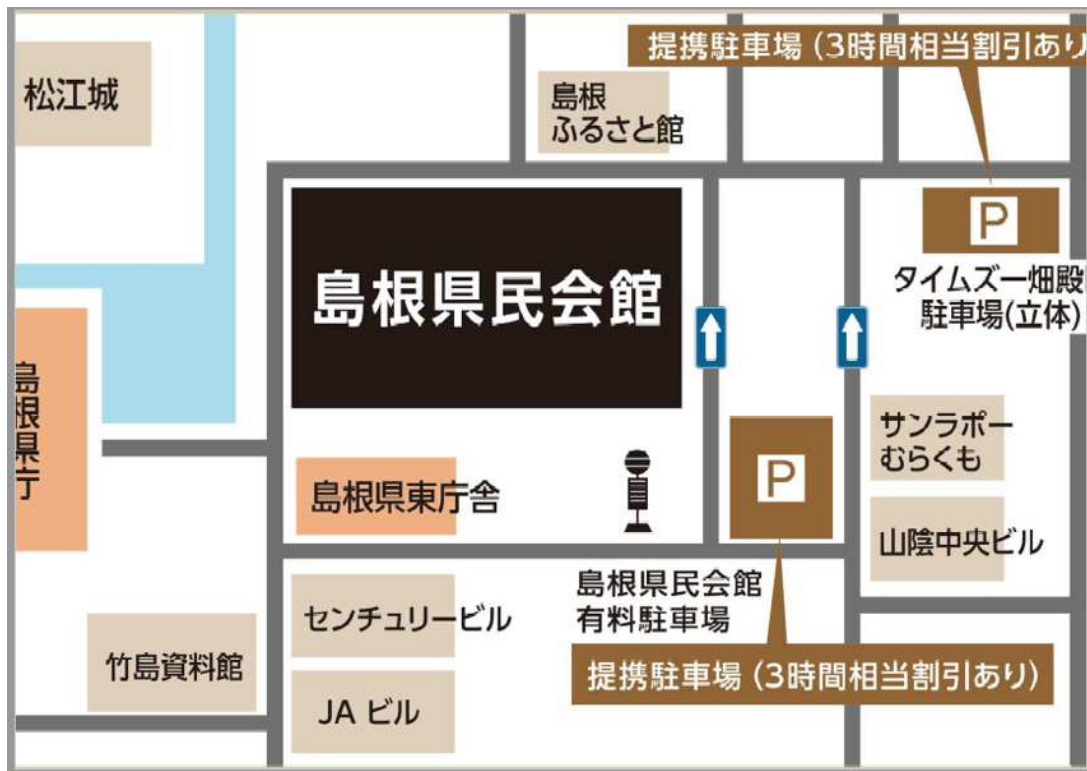 提携駐車場 (3時間相当割引あり
松江城
島根
ふるさと館
P
タイムズ一畑殿
駐車場(立体)
島根県民会館
島根県庁
サンラポー
むらくも
P
島根県東庁舎
山陰中央ビル
島根県民会館
有料駐車場
センチュリービル
提携駐車場 (3時間相当割引あり)
竹島資料館
JA ビル